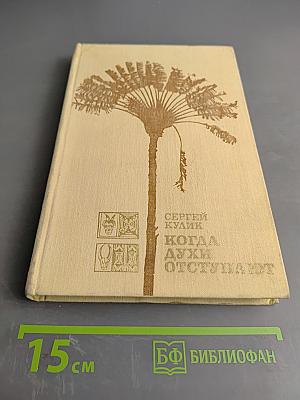 СЕРГЕЙ
КУЛИК
КОГДА
ДУХИ
ОТСТУПАЮТ
15 см
БФ БИБЛИОФАН